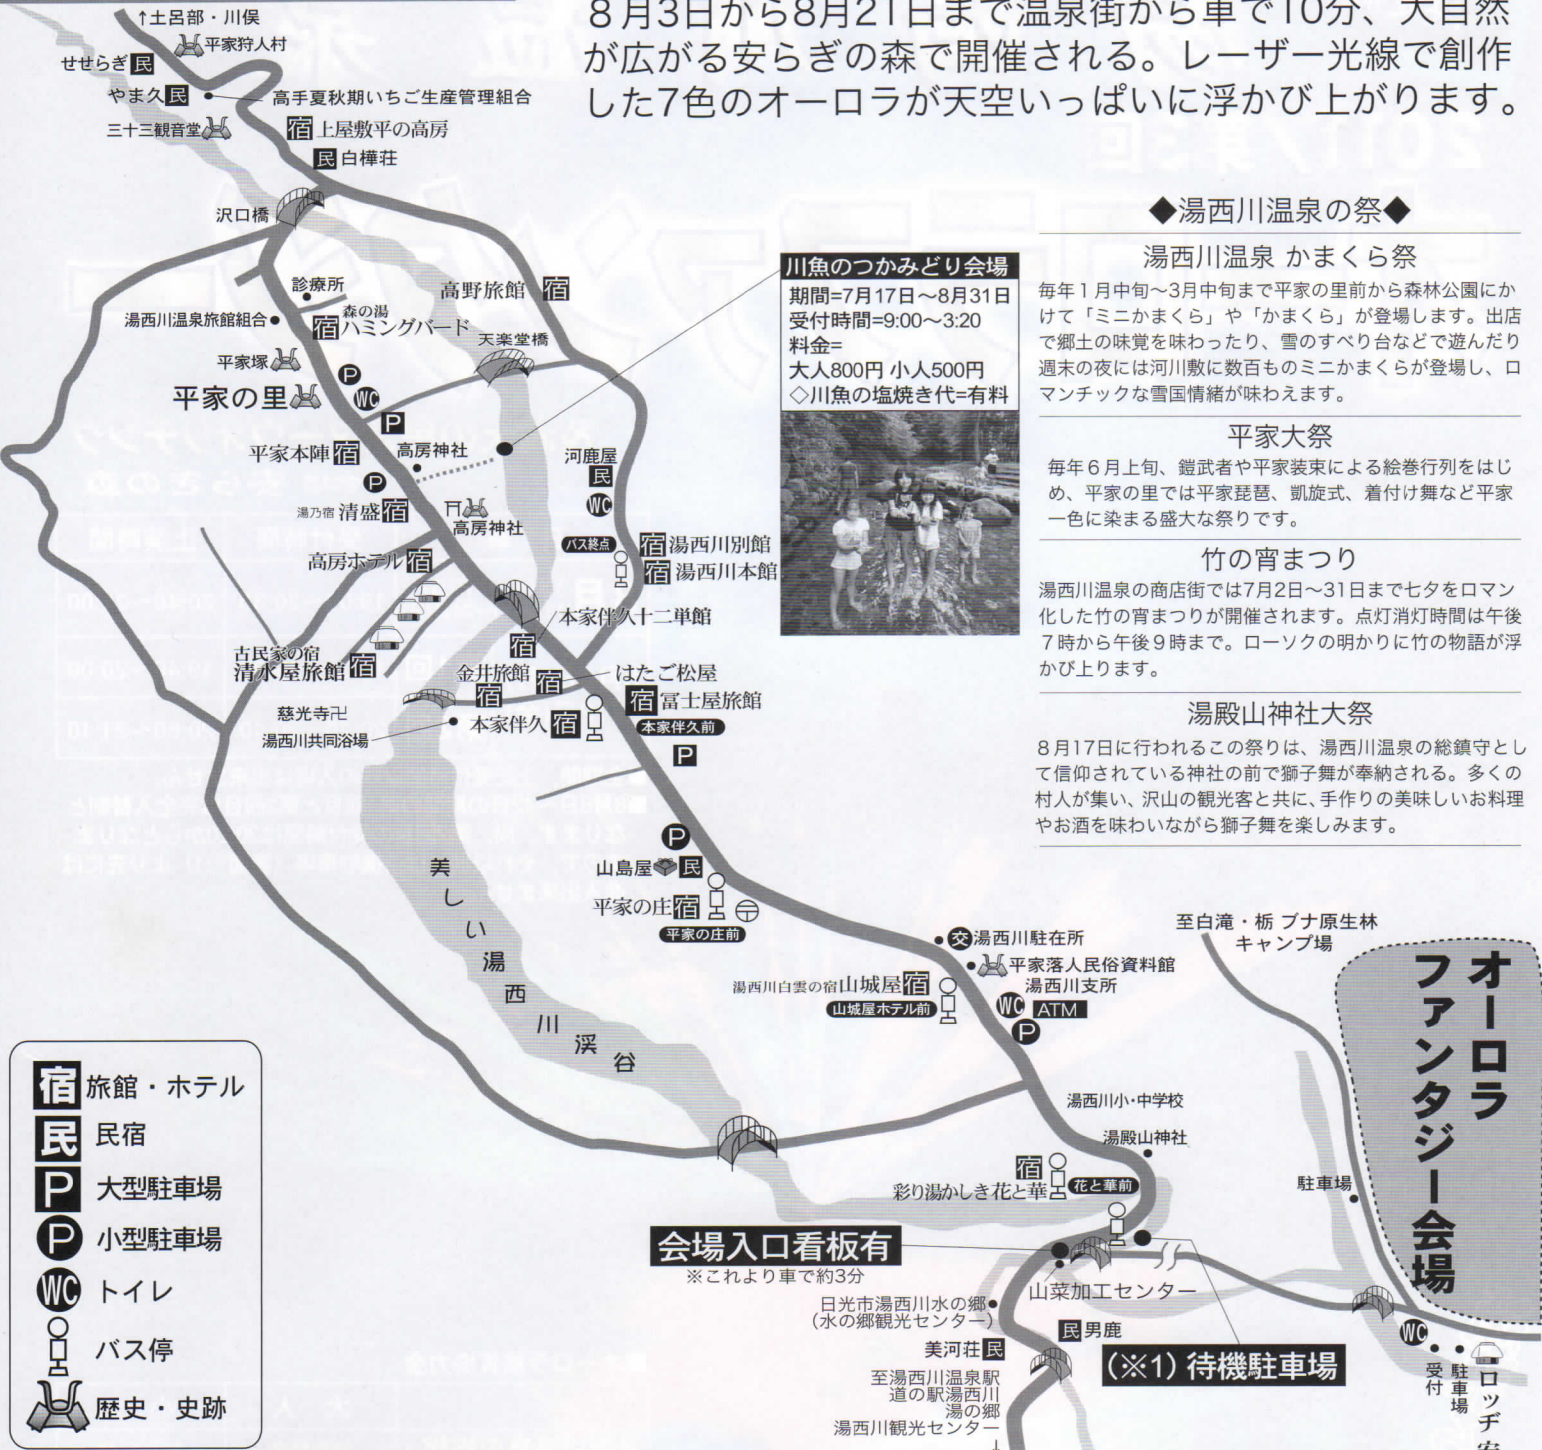 8月3日から8月21日まで温泉街から車で10分、大自然
が広がる安らぎの森で開催される。レーザー光線で創作
した7色のオーロラが天空いっぱいに浮かび上がります。
↑土呂部・川俣
平家狩人村
せせらぎ 民
やま久 民
高手夏秋期いちご生産管理組合
三十三観音堂
宿 上屋敷平の高房
民 白樺荘
沢口橋
診療所
高野旅館 宿
湯西川温泉旅館組合
森の湯
宿 ハミングバード
天楽堂橋
平家塚
平家の里
P
WC
P
平家本陣 宿
高房神社
河鹿屋
民
WC
P
湯乃宿 清盛 宿
高房神社
バス終点
宿 湯西川別館
宿 湯西川本館
高房ホテル 宿
本家伴久十二単館
宿
古民家の宿
清水屋旅館 宿
金井旅館
宿
宿
はたご松屋
宿 冨士屋旅館
慈光寺卍
湯西川共同浴場
本家伴久 宿
本家伴久前
P
P
山島屋 民
平家の庄 宿
平家の庄前
美しい湯西川渓谷
交 湯西川駐在所
平家落人民俗資料館
湯西川支所
湯西川白雲の宿 山城屋 宿
山城屋ホテル前
WC ATM
P
湯西川小・中学校
湯殿山神社
宿
彩り湯かしき花と華
花と華前
会場入口看板有
※これより車で約3分
山菜加工センター
日光市湯西川水の郷
(水の郷観光センター)
民 男鹿
美河荘 民
(※1) 待機駐車場
至湯西川温泉駅
道の駅湯西川
湯の郷
湯西川観光センター
↓
至白滝・栃 ブナ原生林
キャンプ場
オーロラ
ファンタジー会場
駐車場
WC
受付
駐車場
ロッヂ
川魚のつかみどり会場
期間=7月17日〜8月31日
受付時間=9:00〜3:20
料金=
大人800円 小人500円
◇川魚の塩焼き代=有料
◆湯西川温泉の祭◆
湯西川温泉 かまくら祭
毎年1月中旬〜3月中旬まで平家の里前から森林公園にか
けて「ミニかまくら」や「かまくら」が登場します。出店
で郷土の味覚を味わったり、雪のすべり台などで遊んだり
週末の夜には河川敷に数百ものミニかまくらが登場し、ロ
マンチックな雪国情緒が味わえます。
平家大祭
毎年6月上旬、鎧武者や平家装束による絵巻行列をはじ
め、平家の里では平家琵琶、凱旋式、着付け舞など平家
一色に染まる盛大な祭りです。
竹の宵まつり
湯西川温泉の商店街では7月2日〜31日まで七夕をロマン
化した竹の宵まつりが開催されます。点灯消灯時間は午後
7時から午後9時まで。ローソクの明かりに竹の物語が浮
かび上ります。
湯殿山神社大祭
8月17日に行われるこの祭りは、湯西川温泉の総鎮守とし
て信仰されている神社の前で獅子舞が奉納される。多くの
村人が集い、沢山の観光客と共に、手作りの美味しいお料理
やお酒を味わいながら獅子舞を楽しみます。
宿 旅館・ホテル
民 民宿
P 大型駐車場
P 小型駐車場
WC トイレ
バス停
歴史・史跡